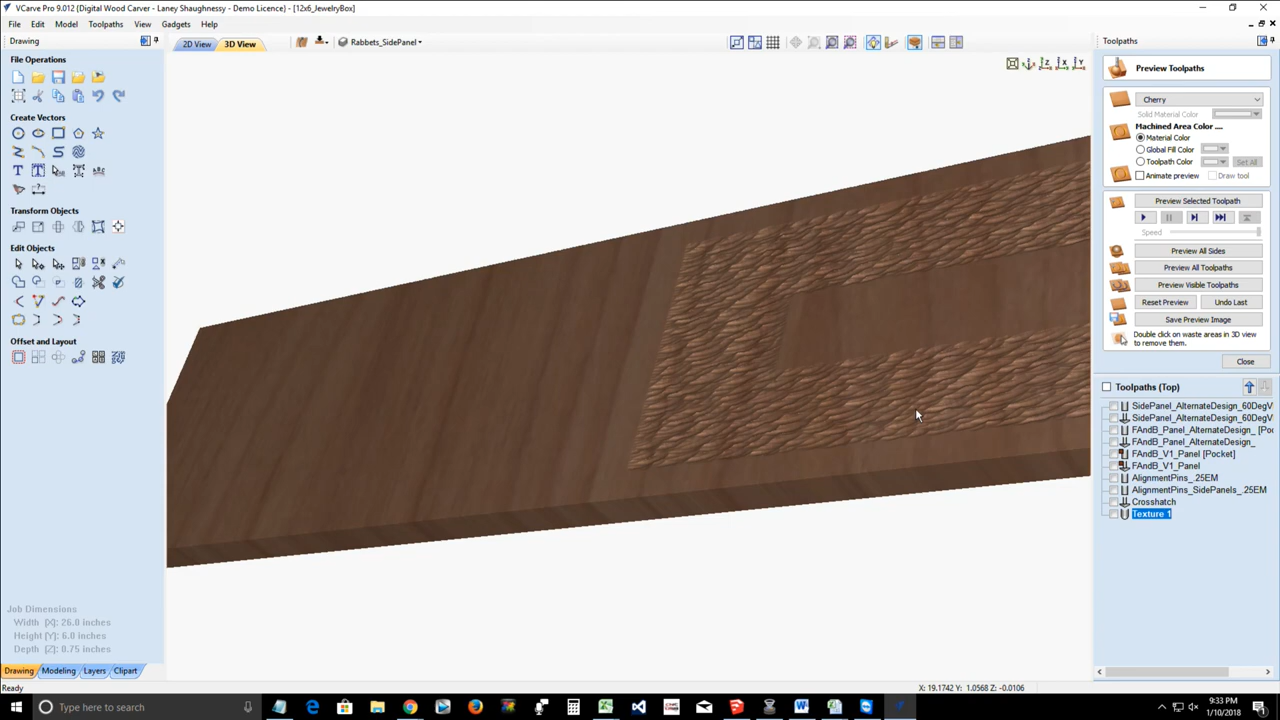 VCarve Pro 9.012 {Digital Wood Carver - Laney Shaughnessy - Demo Licence} - [12x6_JewelryBox]
File Edit Model Toolpaths View Gadgets Help
Drawing
2D View 3D View Rabbets_SidePanel
Toolpaths
File Operations
Create Vectors
Transform Objects
Edit Objects
Offset and Layout
Job Dimensions
Width (X): 26.0 inches
Height (Y): 6.0 inches
Depth (Z): 0.75 inches
Drawing Modeling Layers Clipart
Ready
X: 19.1742 Y: 1.0568 Z: -0.0106
Preview Toolpaths
Cherry
Solid Material Color
Machined Area Color ....
Material Color
Global Fill Color
Toolpath Color Set All
Animate preview Draw tool
Preview Selected Toolpath
Speed
Preview All Sides
Preview All Toolpaths
Preview Visible Toolpaths
Reset Preview Undo Last
Save Preview Image
Double click on waste areas in 3D view
to remove them.
Close
Toolpaths (Top)
SidePanel_AlternateDesign_60DegV
SidePanel_AlternateDesign_60DegV
FAndB_Panel_AlternateDesign_ [Poc
FAndB_Panel_AlternateDesign_
FAndB_V1_Panel [Pocket]
FAndB_V1_Panel
AlignmentPins_.25EM
AlignmentPins_SidePanels_.25EM
Crosshatch
Texture 1
Type here to search
9:33 PM
1/10/2018